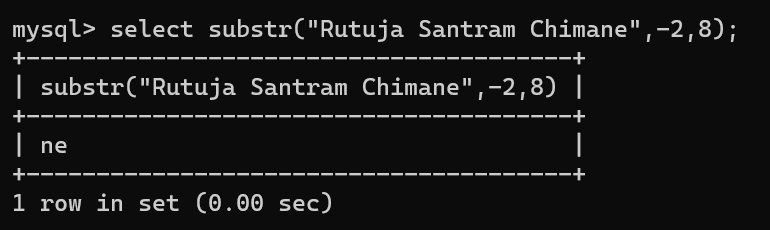 mysql> select substr("Rutuja Santram Chimane",-2,8);
+---------------------------------------+
| substr("Rutuja Santram Chimane",-2,8) |
+---------------------------------------+
| ne                                    |
+---------------------------------------+
1 row in set (0.00 sec)